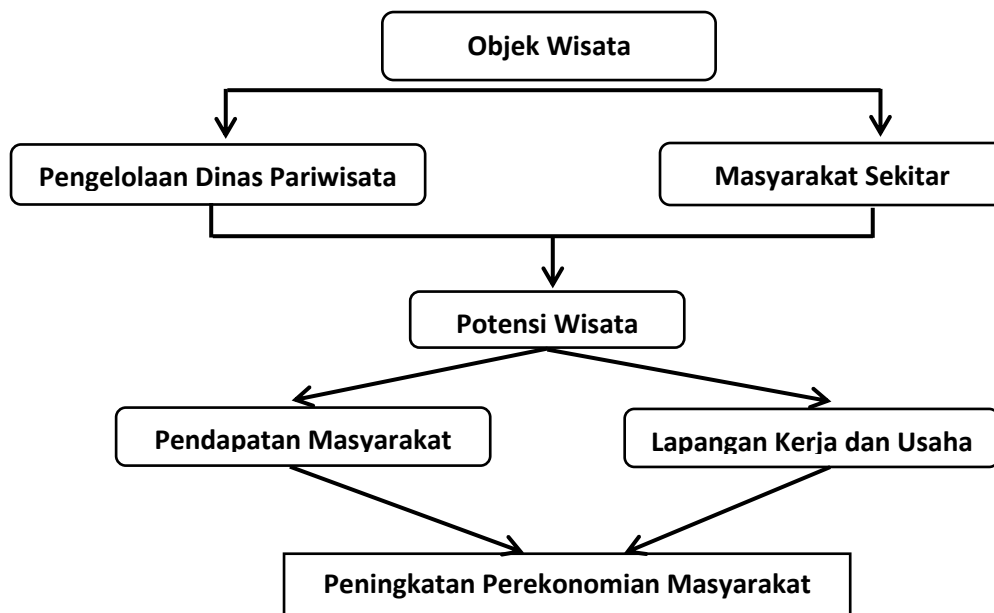 Objek Wisata
Pengelolaan Dinas Pariwisata
Masyarakat Sekitar
Potensi Wisata
Pendapatan Masyarakat
Lapangan Kerja dan Usaha
Peningkatan Perekonomian Masyarakat